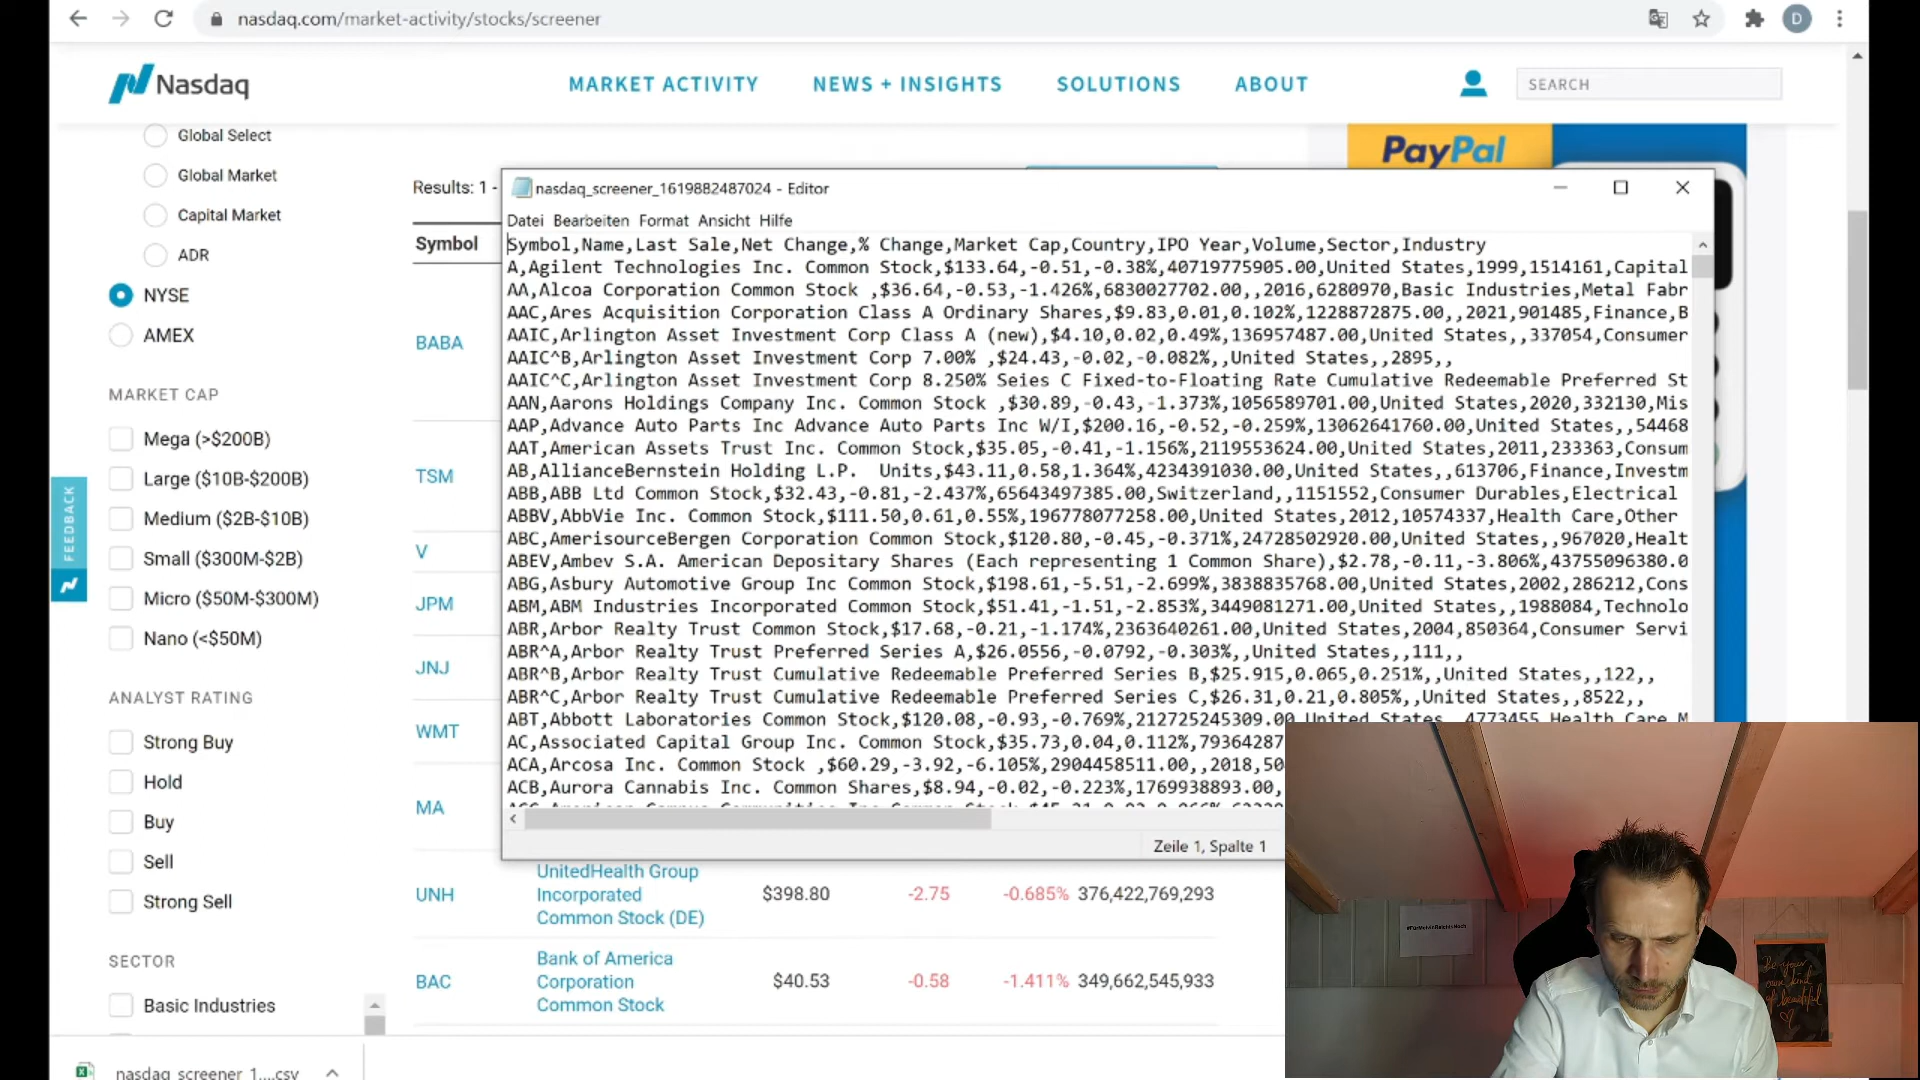 nasdaq.com/market-activity/stocks/screener
D
Nasdaq
MARKET ACTIVITY
NEWS + INSIGHTS
SOLUTIONS
ABOUT
SEARCH
Global Select
Global Market
Capital Market
ADR
NYSE
AMEX
MARKET CAP
Mega (>$200B)
Large ($10B-$200B)
Medium ($2B-$10B)
Small ($300M-$2B)
Micro ($50M-$300M)
Nano (<$50M)
ANALYST RATING
Strong Buy
Hold
Buy
Sell
Strong Sell
SECTOR
Basic Industries
FEEDBACK
Results: 1 -
Symbol
BABA
TSM
V
JPM
JNJ
WMT
MA
PayPal
nasdaq_screener_1619882487024 - Editor
Datei Bearbeiten Format Ansicht Hilfe
Symbol,Name,Last Sale,Net Change,% Change,Market Cap,Country,IPO Year,Volume,Sector,Industry
A,Agilent Technologies Inc. Common Stock,$133.64,-0.51,-0.38%,40719775905.00,United States,1999,1514161,Capital
AA,Alcoa Corporation Common Stock ,$36.64,-0.53,-1.426%,6830027702.00,,2016,6280970,Basic Industries,Metal Fabr
AAC,Ares Acquisition Corporation Class A Ordinary Shares,$9.83,0.01,0.102%,1228872875.00,,2021,901485,Finance,B
AAIC,Arlington Asset Investment Corp Class A (new),$4.10,0.02,0.49%,136957487.00,United States,,337054,Consumer
AAIC^B,Arlington Asset Investment Corp 7.00% ,$24.43,-0.02,-0.082%,,United States,,2895,,
AAIC^C,Arlington Asset Investment Corp 8.250% Seies C Fixed-to-Floating Rate Cumulative Redeemable Preferred St
AAN,Aarons Holdings Company Inc. Common Stock ,$30.89,-0.43,-1.373%,1056589701.00,United States,2020,332130,Mis
AAP,Advance Auto Parts Inc Advance Auto Parts Inc W/I,$200.16,-0.52,-0.259%,13062641760.00,United States,,54468
AAT,American Assets Trust Inc. Common Stock,$35.05,-0.41,-1.156%,2119553624.00,United States,2011,233363,Consum
AB,AllianceBernstein Holding L.P.  Units,$43.11,0.58,1.364%,4234391030.00,United States,,613706,Finance,Investm
ABB,ABB Ltd Common Stock,$32.43,-0.81,-2.437%,65643497385.00,Switzerland,,1151552,Consumer Durables,Electrical
ABBV,AbbVie Inc. Common Stock,$111.50,0.61,0.55%,196778077258.00,United States,2012,10574337,Health Care,Other
ABC,AmerisourceBergen Corporation Common Stock,$120.80,-0.45,-0.371%,24728502920.00,United States,,967020,Healt
ABEV,Ambev S.A. American Depositary Shares (Each representing 1 Common Share),$2.78,-0.11,-3.806%,43755096380.0
ABG,Asbury Automotive Group Inc Common Stock,$198.61,-5.51,-2.699%,3838835768.00,United States,2002,286212,Cons
ABM,ABM Industries Incorporated Common Stock,$51.41,-1.51,-2.853%,3449081271.00,United States,,1988084,Technolo
ABR,Arbor Realty Trust Common Stock,$17.68,-0.21,-1.174%,2363640261.00,United States,2004,850364,Consumer Servi
ABR^A,Arbor Realty Trust Preferred Series A,$26.0556,-0.0792,-0.303%,,United States,,111,,
ABR^B,Arbor Realty Trust Cumulative Redeemable Preferred Series B,$25.915,0.065,0.251%,,United States,,122,,
ABR^C,Arbor Realty Trust Cumulative Redeemable Preferred Series C,$26.31,0.21,0.805%,,United States,,8522,,
ABT,Abbott Laboratories Common Stock,$120.08,-0.93,-0.769%,212725245309.00,United States,,4773455,Health Care,M
AC,Associated Capital Group Inc. Common Stock,$35.73,0.04,0.112%,79364287
ACA,Arcosa Inc. Common Stock ,$60.29,-3.92,-6.105%,2904458511.00,,2018,50
ACB,Aurora Cannabis Inc. Common Shares,$8.94,-0.02,-0.223%,1769938893.00,
Zeile 1, Spalte 1
UNH
UnitedHealth Group
Incorporated
Common Stock (DE)
$398.80
-2.75
-0.685%
376,422,769,293
BAC
Bank of America
Corporation
Common Stock
$40.53
-0.58
-1.411%
349,662,545,933
nasdaq_screener_1....csv
Be your
own kind
of beautiful